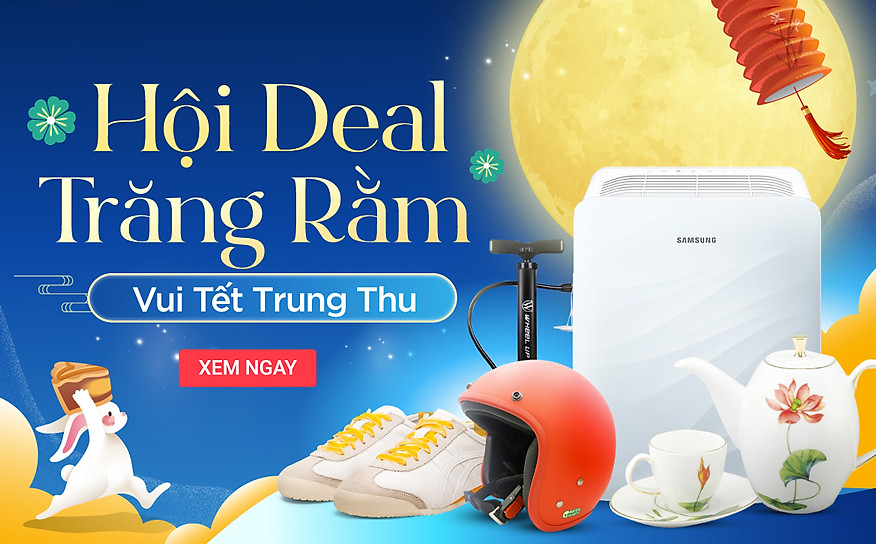 Hội Deal
Trăng Rằm
Vui Tết Trung Thu
XEM NGAY
SAMSUNG
WHEEL UP